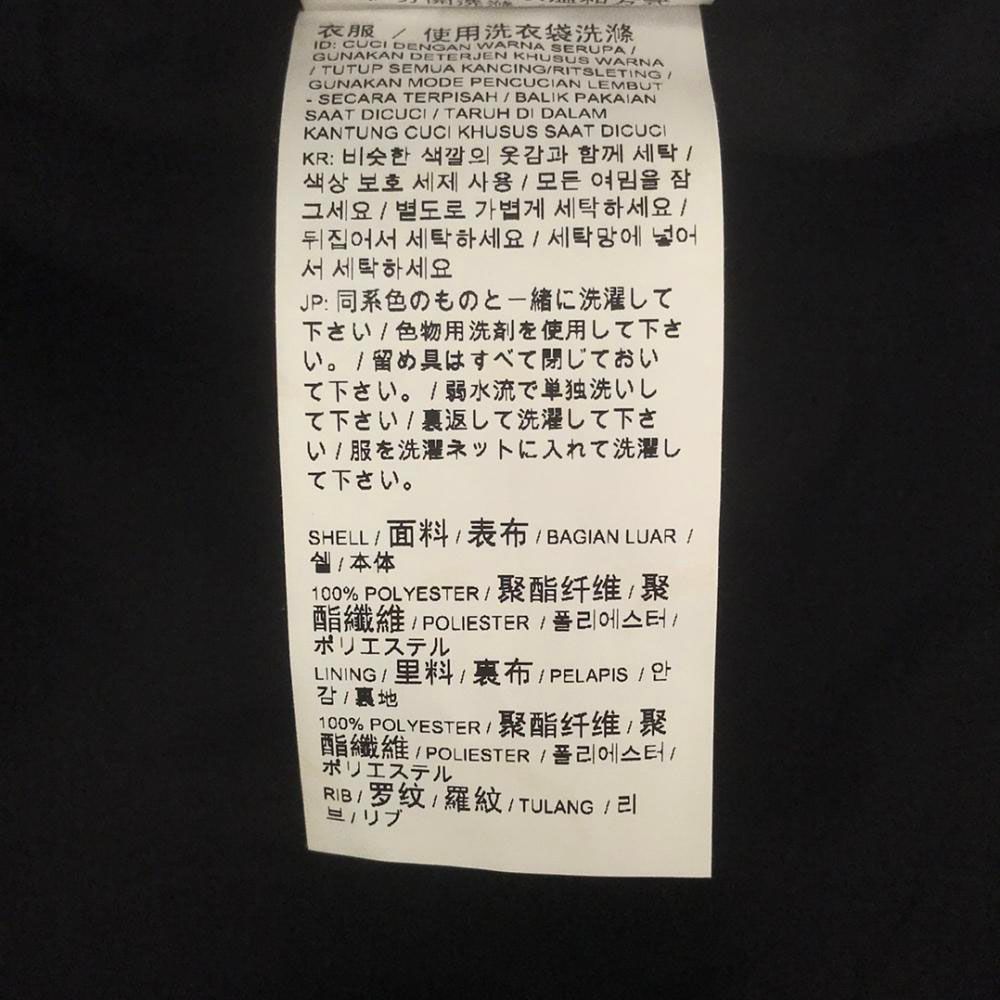 衣服 / 使用洗衣袋洗滌
ID: CUCI DENGAN WARNA SERUPA /
GUNAKAN DETERJEN KHUSUS WARNA
/ TUTUP SEMUA KANCING/RITSLETING /
GUNAKAN MODE PENCUCIAN LEMBUT
- SECARA TERPISAH / BALIK PAKAIAN
SAAT DICUCI / TARUH DI DALAM
KANTUNG CUCI KHUSUS SAAT DICUCI
KR: 비슷한 색깔의 옷감과 함께 세탁 /
색상 보호 세제 사용 / 모든 여밈을 잠
그세요 / 별도로 가볍게 세탁하세요 /
뒤집어서 세탁하세요 / 세탁망에 넣어
서 세탁하세요
JP: 同系色のものと一緒に洗濯して
下さい / 色物用洗剤を使用して下さ
い。 / 留め具はすべて閉じておい
て下さい。 / 弱水流で単独洗いし
て下さい / 裏返して洗濯して下さ
い / 服を洗濯ネットに入れて洗濯し
て下さい。
SHELL / 面料 / 表布 / BAGIAN LUAR /
쉘 / 本体
100% POLYESTER / 聚酯纤维 / 聚
酯纖維 / POLIESTER / 폴리에스터 /
ポリエステル
LINING / 里料 / 裏布 / PELAPIS / 안
감 / 裏地
100% POLYESTER / 聚酯纤维 / 聚
酯纖維 / POLIESTER / 폴리에스터 /
ポリエステル
RIB / 罗纹 / 羅紋 / TULANG / 리
브 / リブ